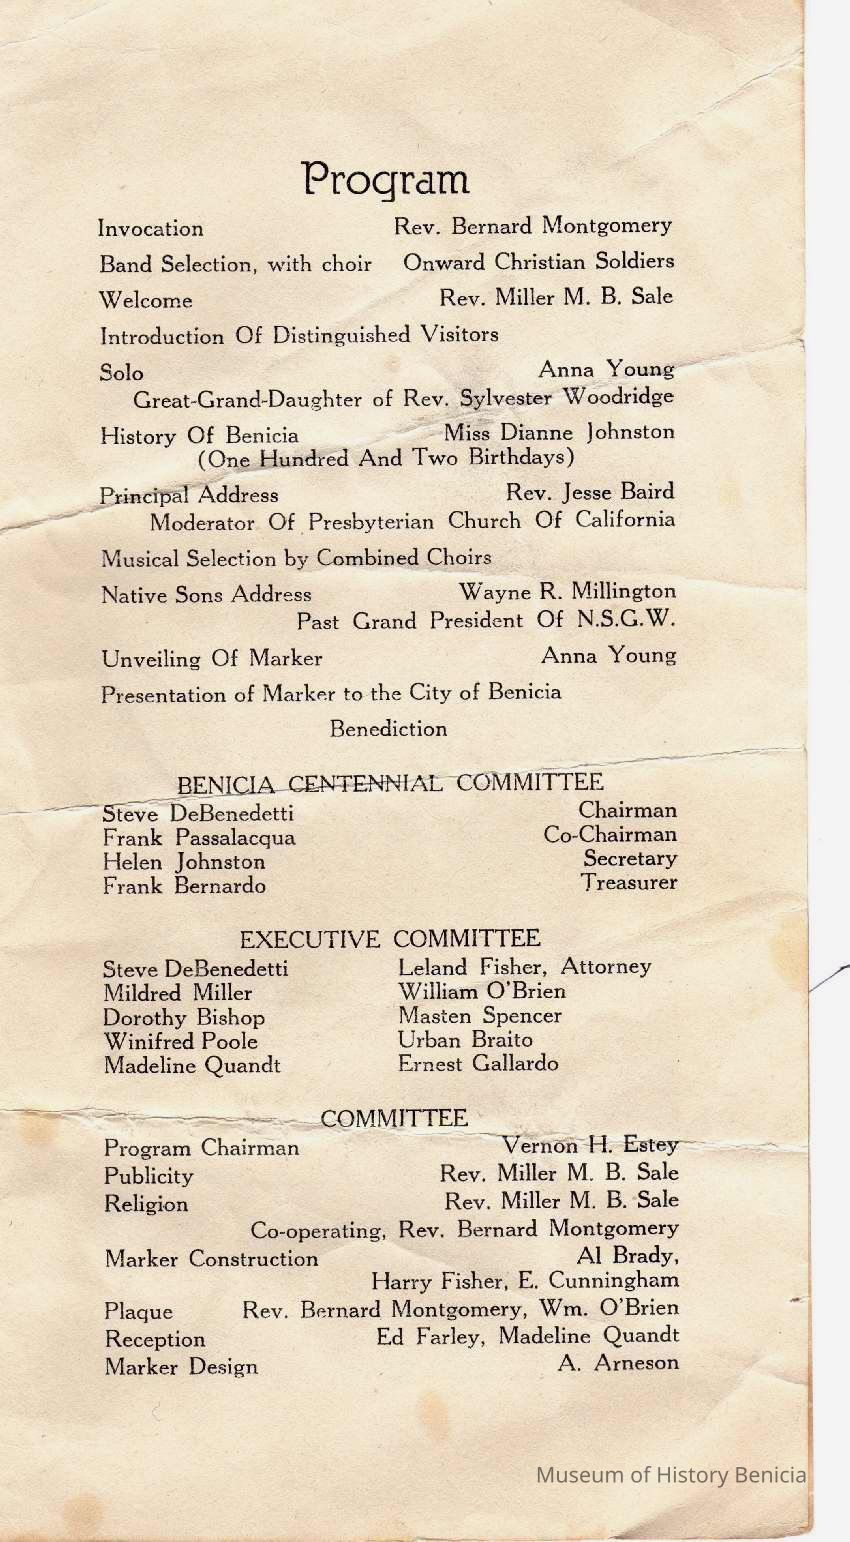 Program
Invocation Rev. Bernard Montgomery
Band Selection, with choir Onward Christian Soldiers
Welcome Rev. Miller M. B. Sale
Introduction Of Distinguished Visitors
Solo Anna Young
Great-Grand-Daughter of Rev. Sylvester Woodridge
History Of Benicia Miss Dianne Johnston
(One Hundred And Two Birthdays)
Principal Address Rev. Jesse Baird
Moderator Of Presbyterian Church Of California
Musical Selection by Combined Choirs
Native Sons Address Wayne R. Millington
Past Grand President Of N.S.G.W.
Unveiling Of Marker Anna Young
Presentation of Marker to the City of Benicia
Benediction
BENICIA CENTENNIAL COMMITTEE
Steve DeBenedetti Chairman
Frank Passalacqua Co-Chairman
Helen Johnston Secretary
Frank Bernardo Treasurer
EXECUTIVE COMMITTEE
Steve DeBenedetti Leland Fisher, Attorney
Mildred Miller William O'Brien
Dorothy Bishop Masten Spencer
Winifred Poole Urban Braito
Madeline Quandt Ernest Gallardo
COMMITTEE
Program Chairman Vernon H. Estey
Publicity Rev. Miller M. B. Sale
Religion Rev. Miller M. B. Sale
Co-operating, Rev. Bernard Montgomery
Marker Construction Al Brady,
Harry Fisher, E. Cunningham
Plaque Rev. Bernard Montgomery, Wm. O'Brien
Reception Ed Farley, Madeline Quandt
Marker Design A. Arneson
Museum of History Benicia